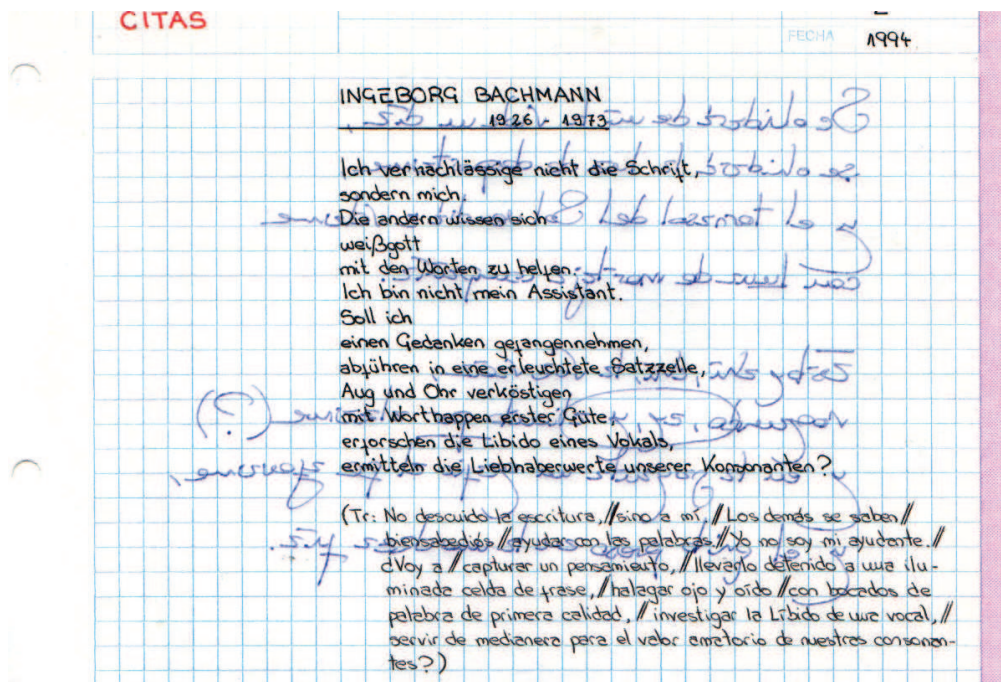 CITAS
FECHA 1994
INGEBORG BACHMANN
1926 - 1973
Ich vernachlässige nicht die Schrift,
sondern mich.
Die andern wissen sich
weißgott
mit den Worten zu helfen.
Ich bin nicht mein Assistant.
Soll ich
einen Gedanken gefangennehmen,
abführen in eine erleuchtete Satzzelle,
Aug und Ohr verköstigen
mit Worthappen erster Güte,
erforschen die Libido eines Vokals,
ermitteln die Liebhaberwerte unserer Konsonanten?
(Tr: No descuido la escritura, // sino a mí. // Los demás se saben //
biensabediós // ayudar con las palabras. // Yo no soy mi ayudante. //
¿Voy a // capturar un pensamiento, // llevarlo detenido a una ilu-
minada celda de frase, // halagar ojo y oído // con bocados de
palabra de primera calidad, // investigar la Líbido de una vocal, //
servir de medianera para el valor amatorio de nuestras consonan-
tes?)